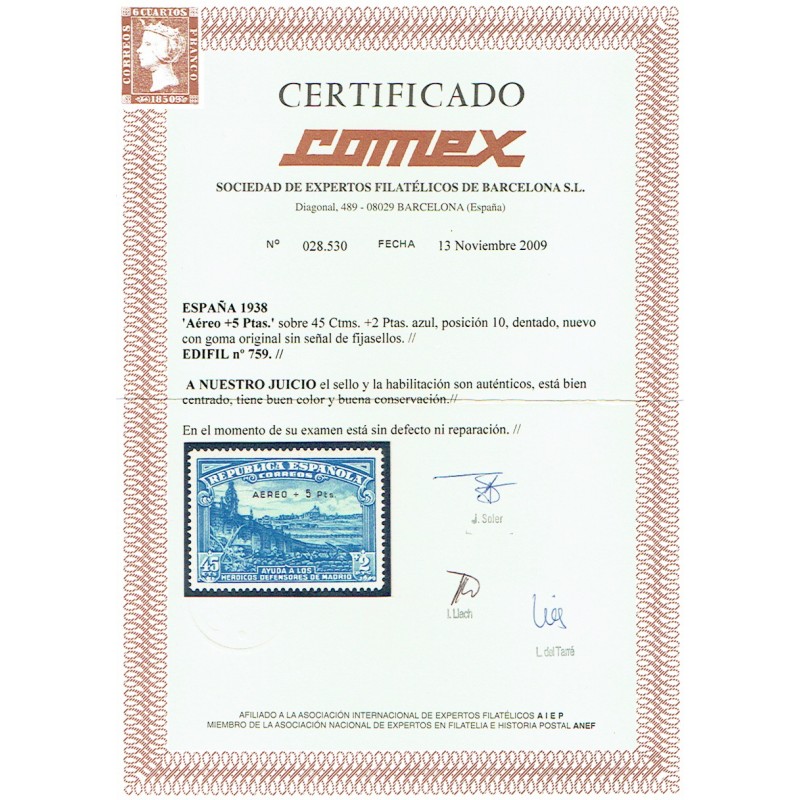 6 CUARTOS
CORREOS
FRANCO
1850
CERTIFICADO
comex
SOCIEDAD DE EXPERTOS FILATÉLICOS DE BARCELONA S.L.
Diagonal, 489 - 08029 BARCELONA (España)
Nº 028.530 FECHA 13 Noviembre 2009
ESPAÑA 1938
'Aéreo +5 Ptas.' sobre 45 Ctms. +2 Ptas. azul, posición 10, dentado, nuevo
con goma original sin señal de fijasellos. //
EDIFIL nº 759. //
A NUESTRO JUICIO el sello y la habilitación son auténticos, está bien
centrado, tiene buen color y buena conservación.//
En el momento de su examen está sin defecto ni reparación. //
REPUBLICA ESPAÑOLA
CORREOS
AEREO + 5 Pts.
45 2
AYUDA A LOS
HEROICOS DEFENSORES DE MADRID
J. Soler
I. Llach
L. del Tarré
AFILIADO A LA ASOCIACIÓN INTERNACIONAL DE EXPERTOS FILATÉLICOS A I E P
MIEMBRO DE LA ASOCIACIÓN NACIONAL DE EXPERTOS EN FILATELIA E HISTORIA POSTAL ANEF